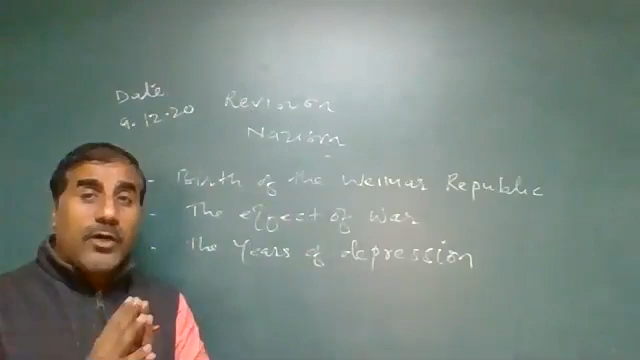 Date
9.12.20
Revision
Nazism
- Birth of the Weimar Republic
- The effect of war
- The Years of depression